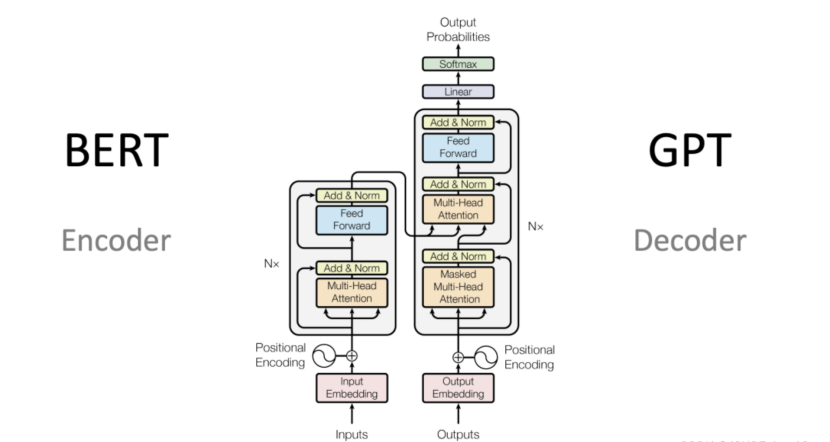 BERT
Encoder
Output
Probabilities
Softmax
Linear
Add & Norm
Feed
Forward
Add & Norm
Multi-Head
Attention
Add & Norm
Masked
Multi-Head
Attention
Nx
Add & Norm
Feed
Forward
Add & Norm
Multi-Head
Attention
Nx
Positional
Encoding
Positional
Encoding
Input
Embedding
Output
Embedding
Inputs
Outputs
GPT
Decoder